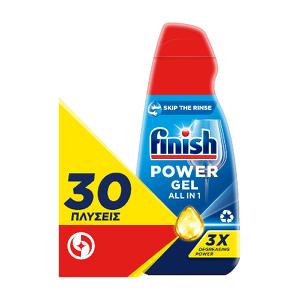 SKIP THE RINSE
finish
POWER
GEL
ALL IN 1
30
ΠΛΥΣΕΙΣ
3X
DEGREASING
POWER